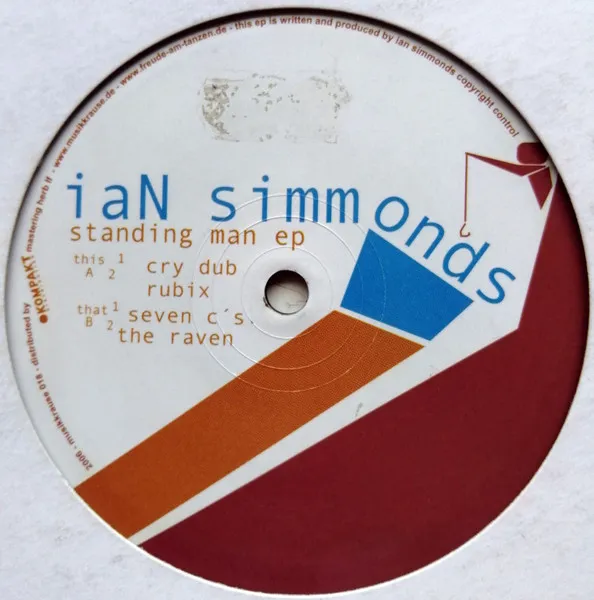 2006 - musikkrause 018 - distributed by KOMPAKT mastering herb lf - www.musikkrause.de - www.freude-am-tanzen.de - this ep is written and produced by ian simmonds copyright control
iaN simmonds
standing man ep
this A 1 cry dub
2 rubix
that B 1 seven c´s
2 the raven